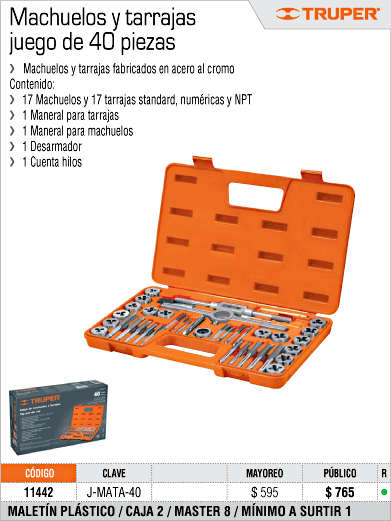 Machuelos y tarrajas
juego de 40 piezas
TRUPER®
› Machuelos y tarrajas fabricados en acero al cromo
Contenido:
› 17 Machuelos y 17 tarrajas standard, numéricas y NPT
› 1 Maneral para tarrajas
› 1 Maneral para machuelos
› 1 Desarmador
› 1 Cuenta hilos
TRUPER
40
CÓDIGO CLAVE MAYOREO PÚBLICO R
11442 J-MATA-40 $ 595 $ 765
MALETÍN PLÁSTICO / CAJA 2 / MASTER 8 / MÍNIMO A SURTIR 1